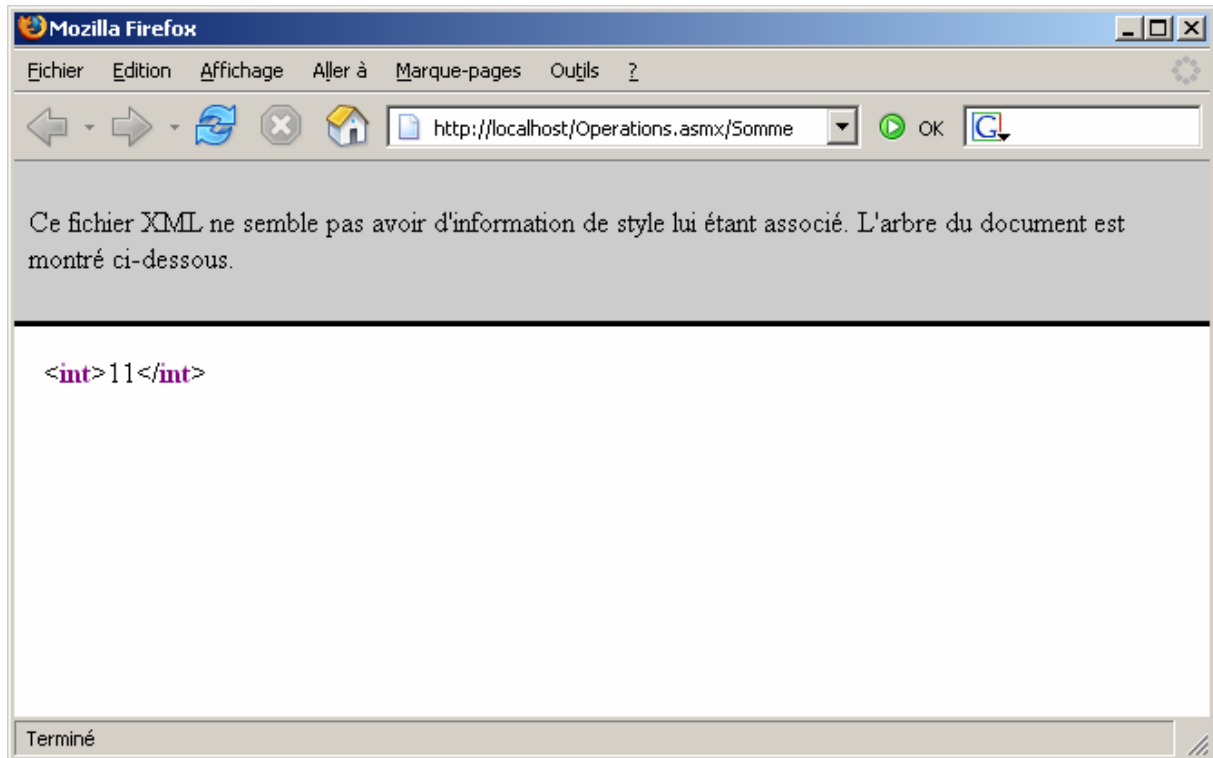 Mozilla Firefox
Fichier Edition Affichage Aller à Marque-pages Outils ?
http://localhost/Operations.asmx/Somme OK G
Ce fichier XML ne semble pas avoir d'information de style lui étant associé. L'arbre du document est
montré ci-dessous.
<int>11</int>
Terminé